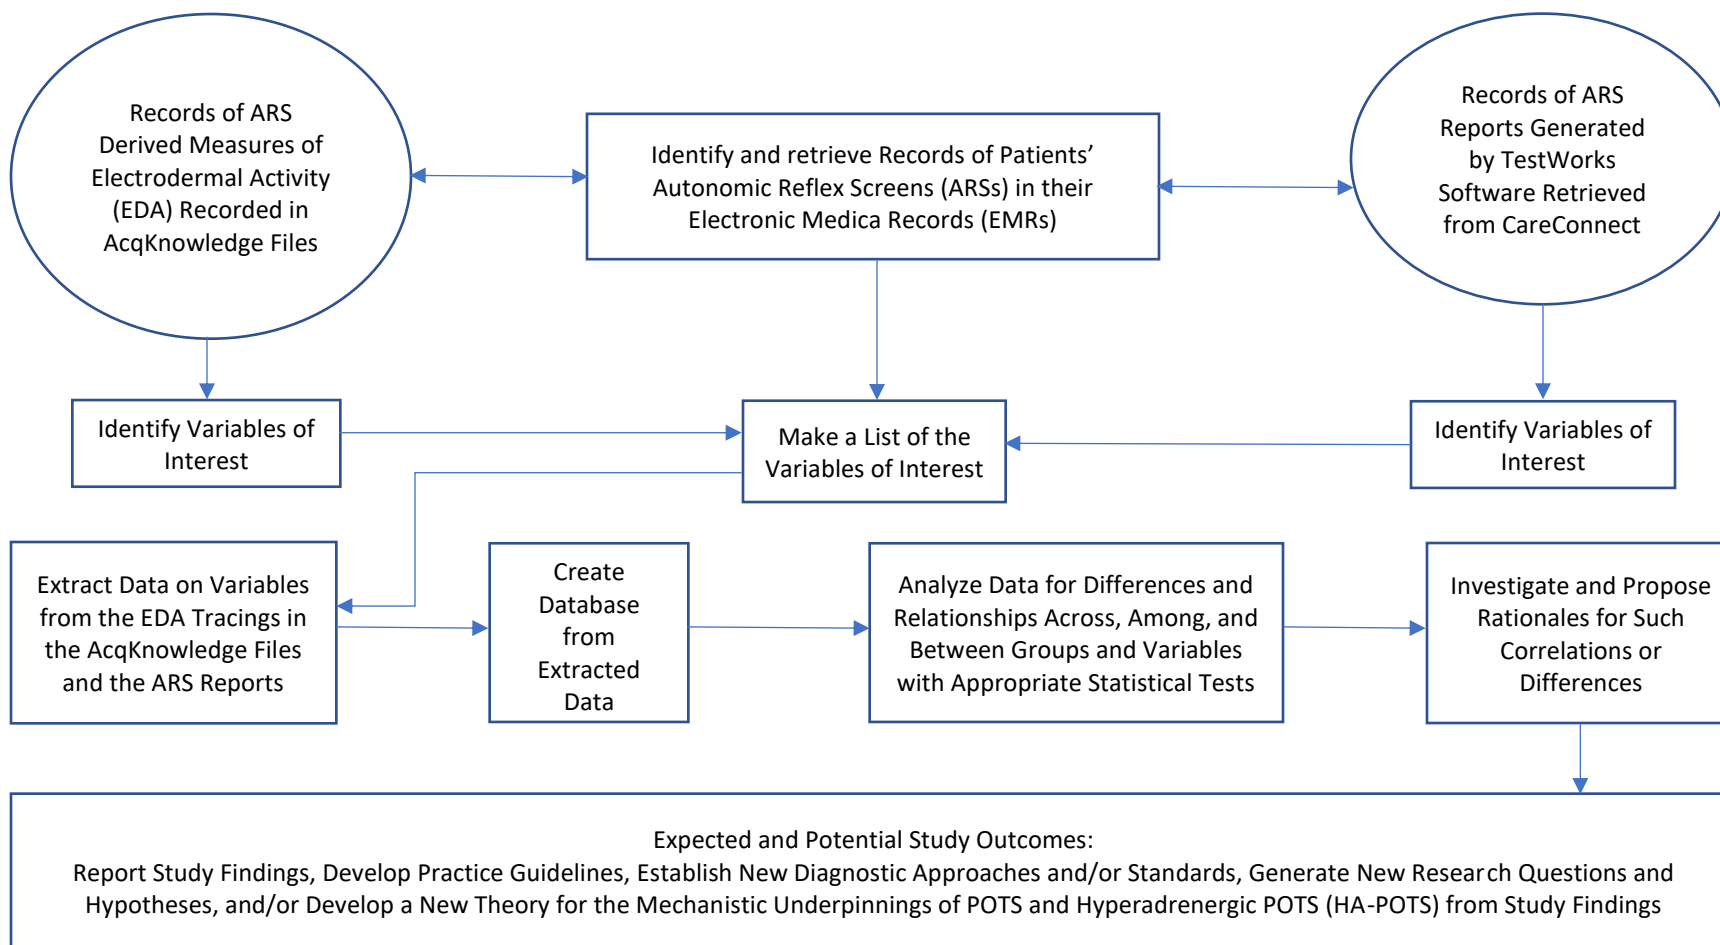 Records of ARS
Derived Measures of
Electrodermal Activity
(EDA) Recorded in
AcqKnowledge Files
Identify and retrieve Records of Patients’
Autonomic Reflex Screens (ARSs) in their
Electronic Medica Records (EMRs)
Records of ARS
Reports Generated
by TestWorks
Software Retrieved
from CareConnect
Identify Variables of
Interest
Make a List of the
Variables of Interest
Identify Variables of
Interest
Extract Data on Variables
from the EDA Tracings in
the AcqKnowledge Files
and the ARS Reports
Create
Database
from
Extracted
Data
Analyze Data for Differences and
Relationships Across, Among, and
Between Groups and Variables
with Appropriate Statistical Tests
Investigate and Propose
Rationales for Such
Correlations or
Differences
Expected and Potential Study Outcomes:
Report Study Findings, Develop Practice Guidelines, Establish New Diagnostic Approaches and/or Standards, Generate New Research Questions and
Hypotheses, and/or Develop a New Theory for the Mechanistic Underpinnings of POTS and Hyperadrenergic POTS (HA-POTS) from Study Findings